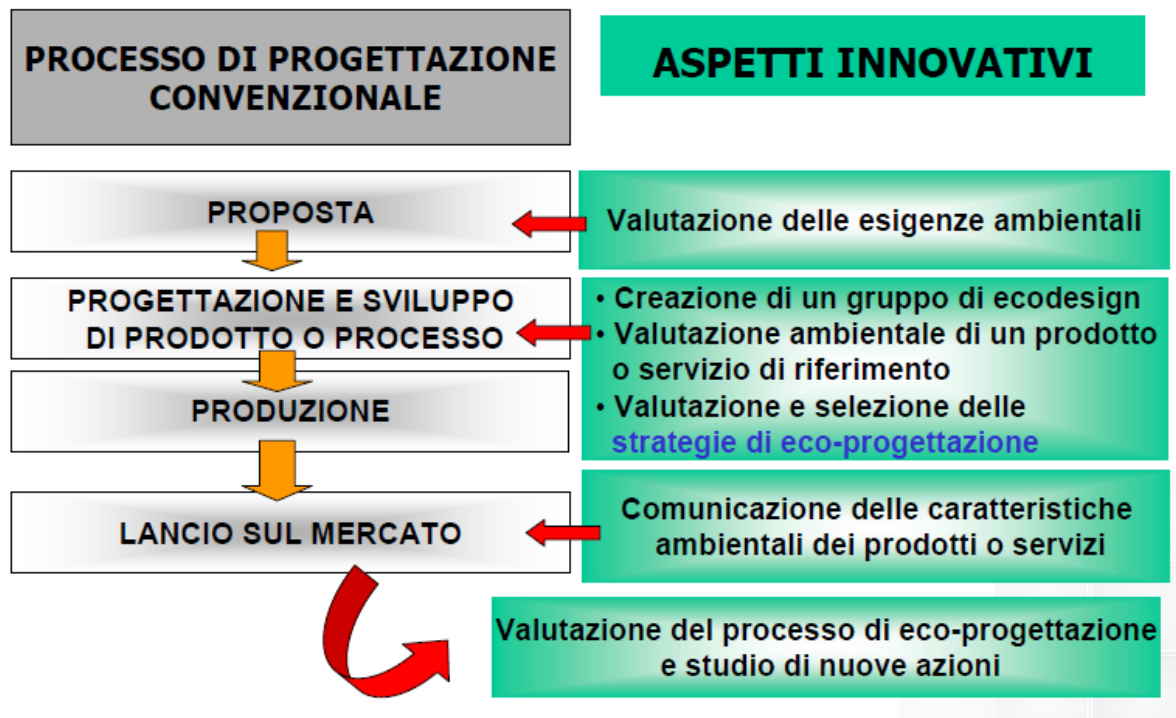 PROCESSO DI PROGETTAZIONE
CONVENZIONALE
ASPETTI INNOVATIVI
PROPOSTA
Valutazione delle esigenze ambientali
PROGETTAZIONE E SVILUPPO
DI PRODOTTO O PROCESSO
• Creazione di un gruppo di ecodesign
• Valutazione ambientale di un prodotto
o servizio di riferimento
• Valutazione e selezione delle
strategie di eco-progettazione
PRODUZIONE
LANCIO SUL MERCATO
Comunicazione delle caratteristiche
ambientali dei prodotti o servizi
Valutazione del processo di eco-progettazione
e studio di nuove azioni